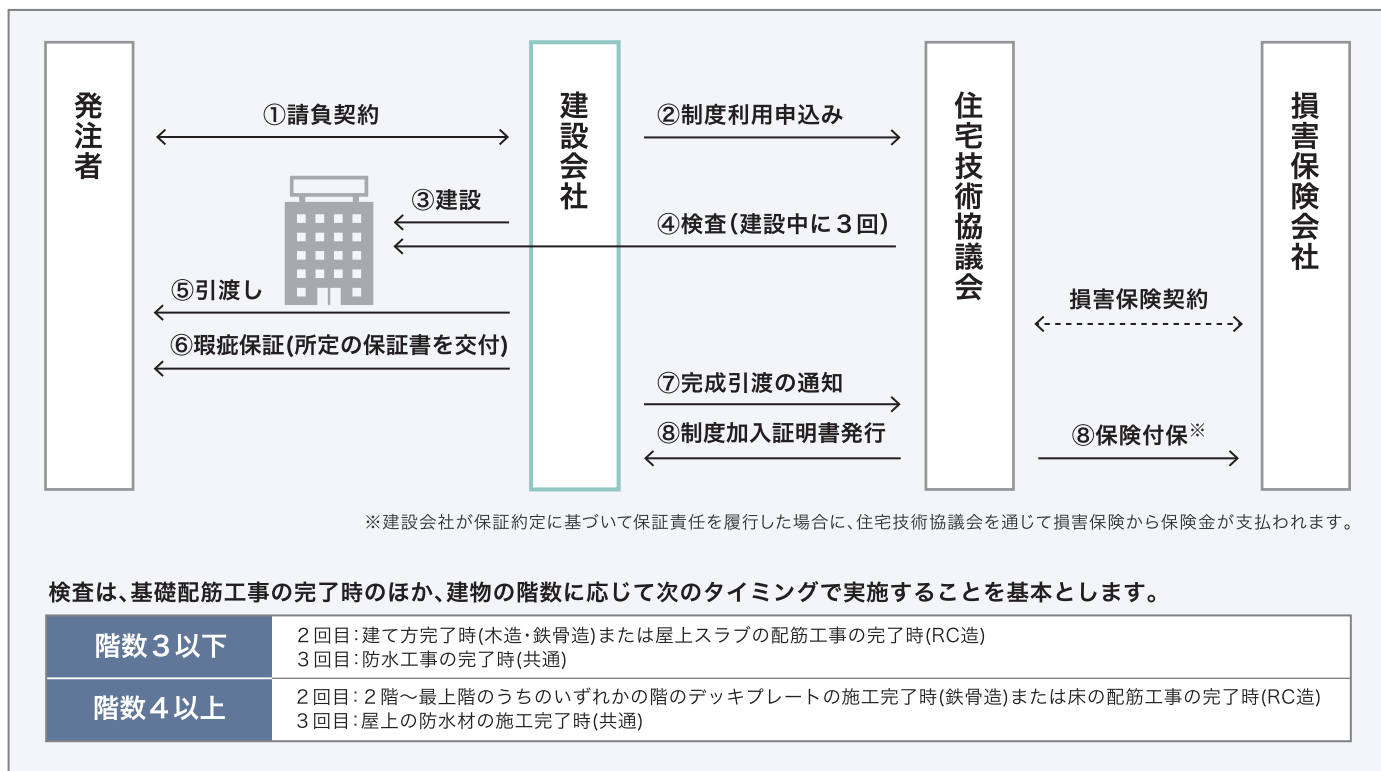 発注者
建設会社
住宅技術協議会
損害保険会社
①請負契約
②制度利用申込み
③建設
④検査(建設中に3回)
⑤引渡し
損害保険契約
⑥瑕疵保証(所定の保証書を交付)
⑦完成引渡の通知
⑧制度加入証明書発行
⑧保険付保※
※建設会社が保証約定に基づいて保証責任を履行した場合に、住宅技術協議会を通じて損害保険から保険金が支払われます。
検査は、基礎配筋工事の完了時のほか、建物の階数に応じて次のタイミングで実施することを基本とします。
階数3以下
2回目:建て方完了時(木造・鉄骨造)または屋上スラブの配筋工事の完了時(RC造)
3回目:防水工事の完了時(共通)
階数4以上
2回目:2階〜最上階のうちのいずれかの階のデッキプレートの施工完了時(鉄骨造)または床の配筋工事の完了時(RC造)
3回目:屋上の防水材の施工完了時(共通)